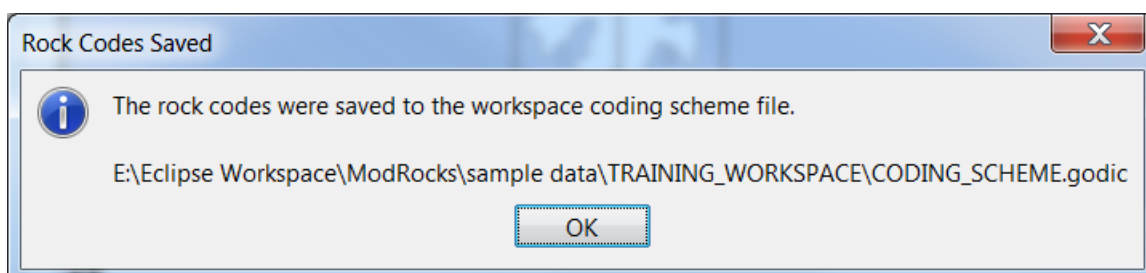 Rock Codes Saved
The rock codes were saved to the workspace coding scheme file.
E:\Eclipse Workspace\ModRocks\sample data\TRAINING_WORKSPACE\CODING_SCHEME.godic
OK